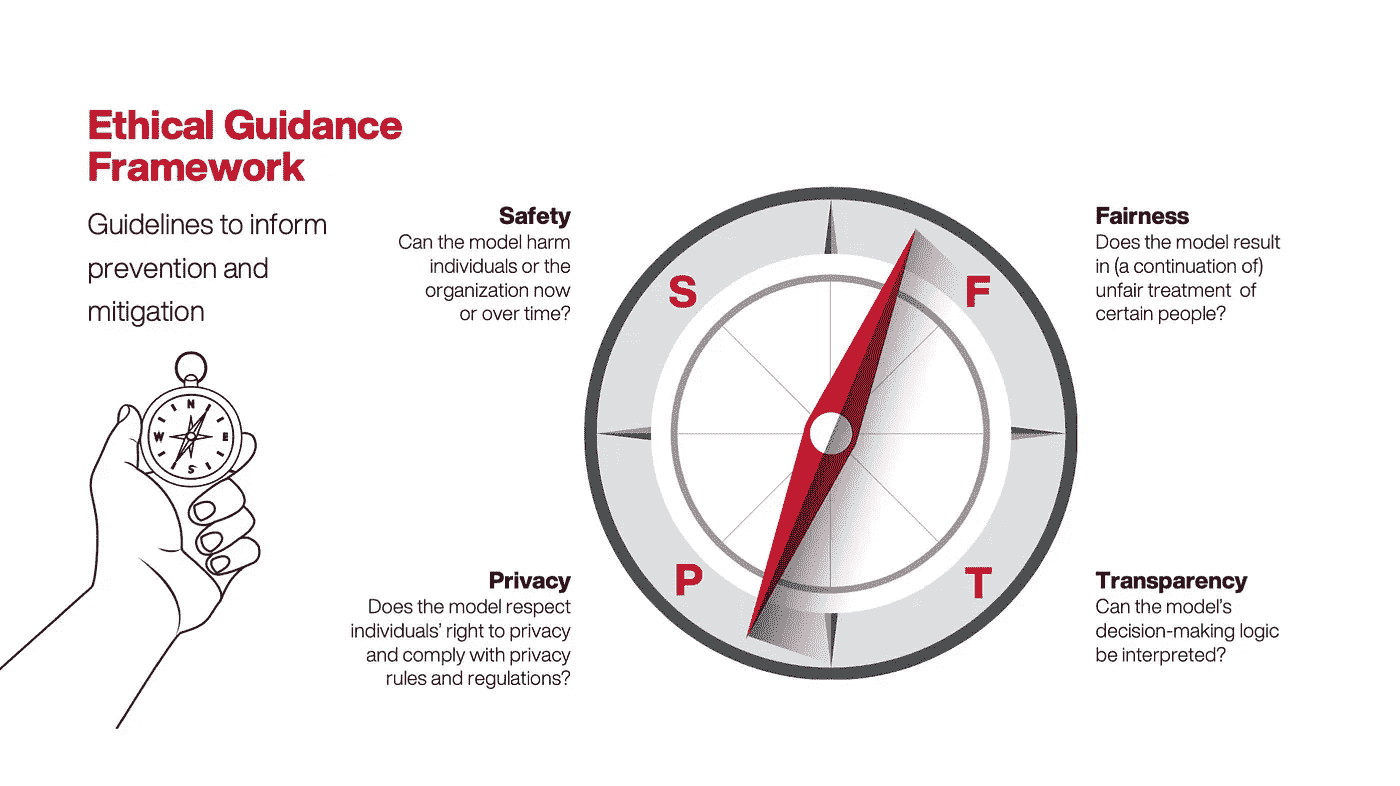 Ethical Guidance
Framework
Guidelines to inform
prevention and
mitigation
N
E
S
W
Safety
Can the model harm
individuals or the
organization now
or over time?
S
F
Fairness
Does the model result
in (a continuation of)
unfair treatment of
certain people?
Privacy
Does the model respect
individuals' right to privacy
and comply with privacy
rules and regulations?
P
T
Transparency
Can the model's
decision-making logic
be interpreted?